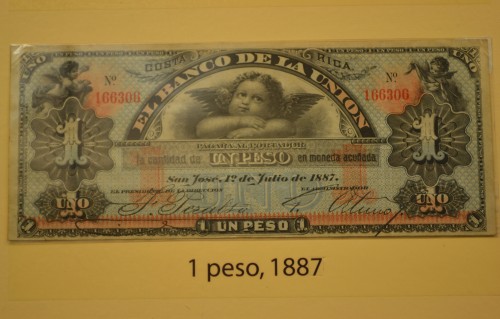 UNO
UNO
COSTA RICA
EL BANCO DE LA UNION
Nº 166306
Nº 166306
PAGARA AL PORTADOR
la cantidad de UN PESO en moneda acuñada
San José, 1º de Julio de 1887.
1
1
UNO
UNO
1 UN PESO 1
1 peso, 1887